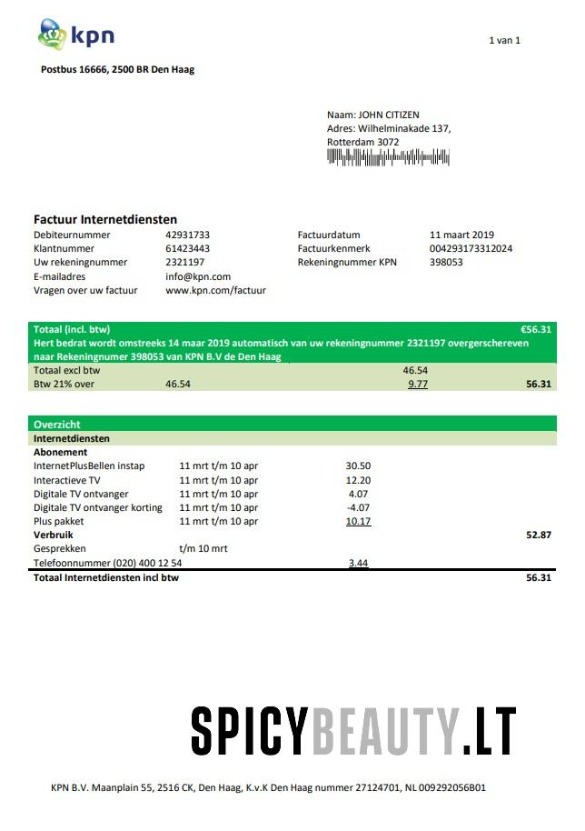 kpn
1 van 1
Postbus 16666, 2500 BR Den Haag
Naam: JOHN CITIZEN
Adres: Wilhelminakade 137,
Rotterdam 3072
Factuur Internetdiensten
Debiteurnummer 42931733 Factuurdatum 11 maart 2019
Klantnummer 61423443 Factuurkenmerk 004293173312024
Uw rekeningnummer 2321197 Rekeningnummer KPN 398053
E-mailadres info@kpn.com
Vragen over uw factuur www.kpn.com/factuur
Totaal (incl. btw) €56.31
Hert bedrat wordt omstreeks 14 maar 2019 automatisch van uw rekeningnummer 2321197 overgerschereven
naar Rekeningnumer 398053 van KPN B.V de Den Haag
Totaal excl btw 46.54
Btw 21% over 46.54 9.77 56.31
Overzicht
Internetdiensten
Abonement
InternetPlusBellen instap 11 mrt t/m 10 apr 30.50
Interactieve TV 11 mrt t/m 10 apr 12.20
Digitale TV ontvanger 11 mrt t/m 10 apr 4.07
Digitale TV ontvanger korting 11 mrt t/m 10 apr -4.07
Plus pakket 11 mrt t/m 10 apr 10.17
Verbruik 52.87
Gesprekken t/m 10 mrt
Telefoonnummer (020) 400 12 54 3.44
Totaal Internetdiensten incl btw 56.31
SPICYBEAUTY.LT
KPN B.V. Maanplain 55, 2516 CK, Den Haag, K.v.K Den Haag nummer 27124701, NL 009292056B01